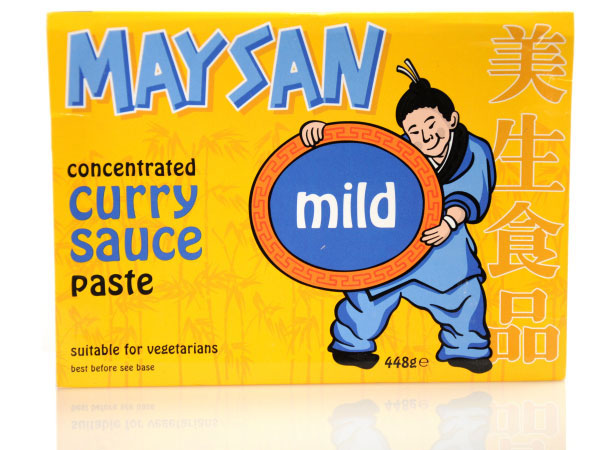 MAYSAN
concentrated
curry
sauce
paste
mild
suitable for vegetarians
best before see base
448g℮
美生食品